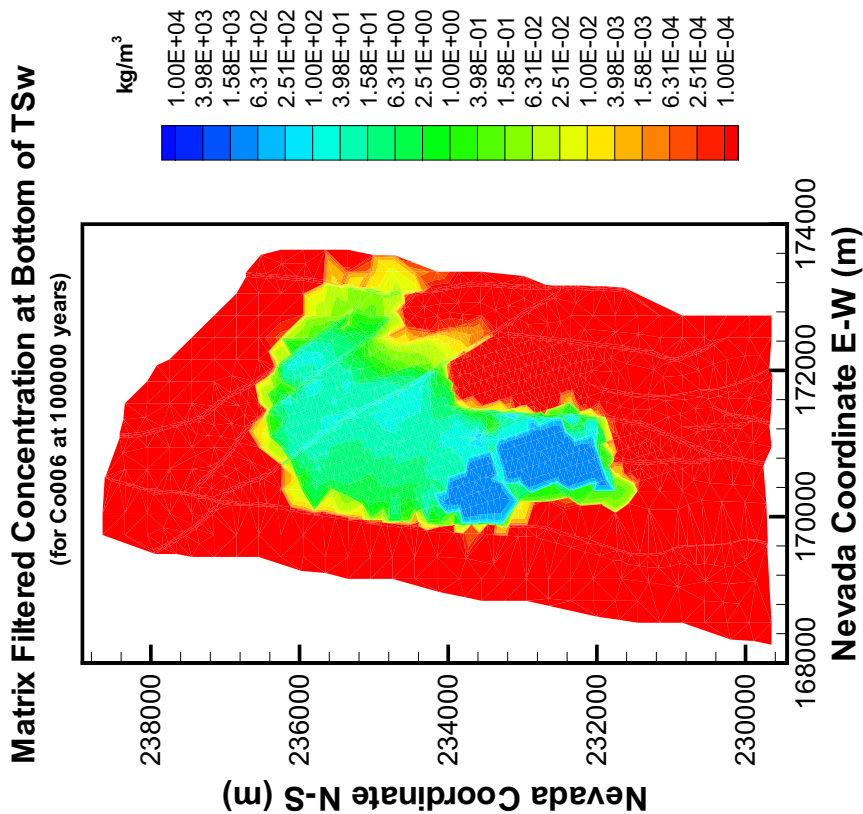 Matrix Filtered Concentration at Bottom of TSw
(for Co006 at 100000 years)
kg/m³
1.00E+04
3.98E+03
1.58E+03
6.31E+02
2.51E+02
1.00E+02
3.98E+01
1.58E+01
6.31E+00
2.51E+00
1.00E+00
3.98E-01
1.58E-01
6.31E-02
2.51E-02
1.00E-02
3.98E-03
1.58E-03
6.31E-04
2.51E-04
1.00E-04
238000
236000
234000
232000
230000
Nevada Coordinate N-S (m)
168000
170000
172000
174000
Nevada Coordinate E-W (m)